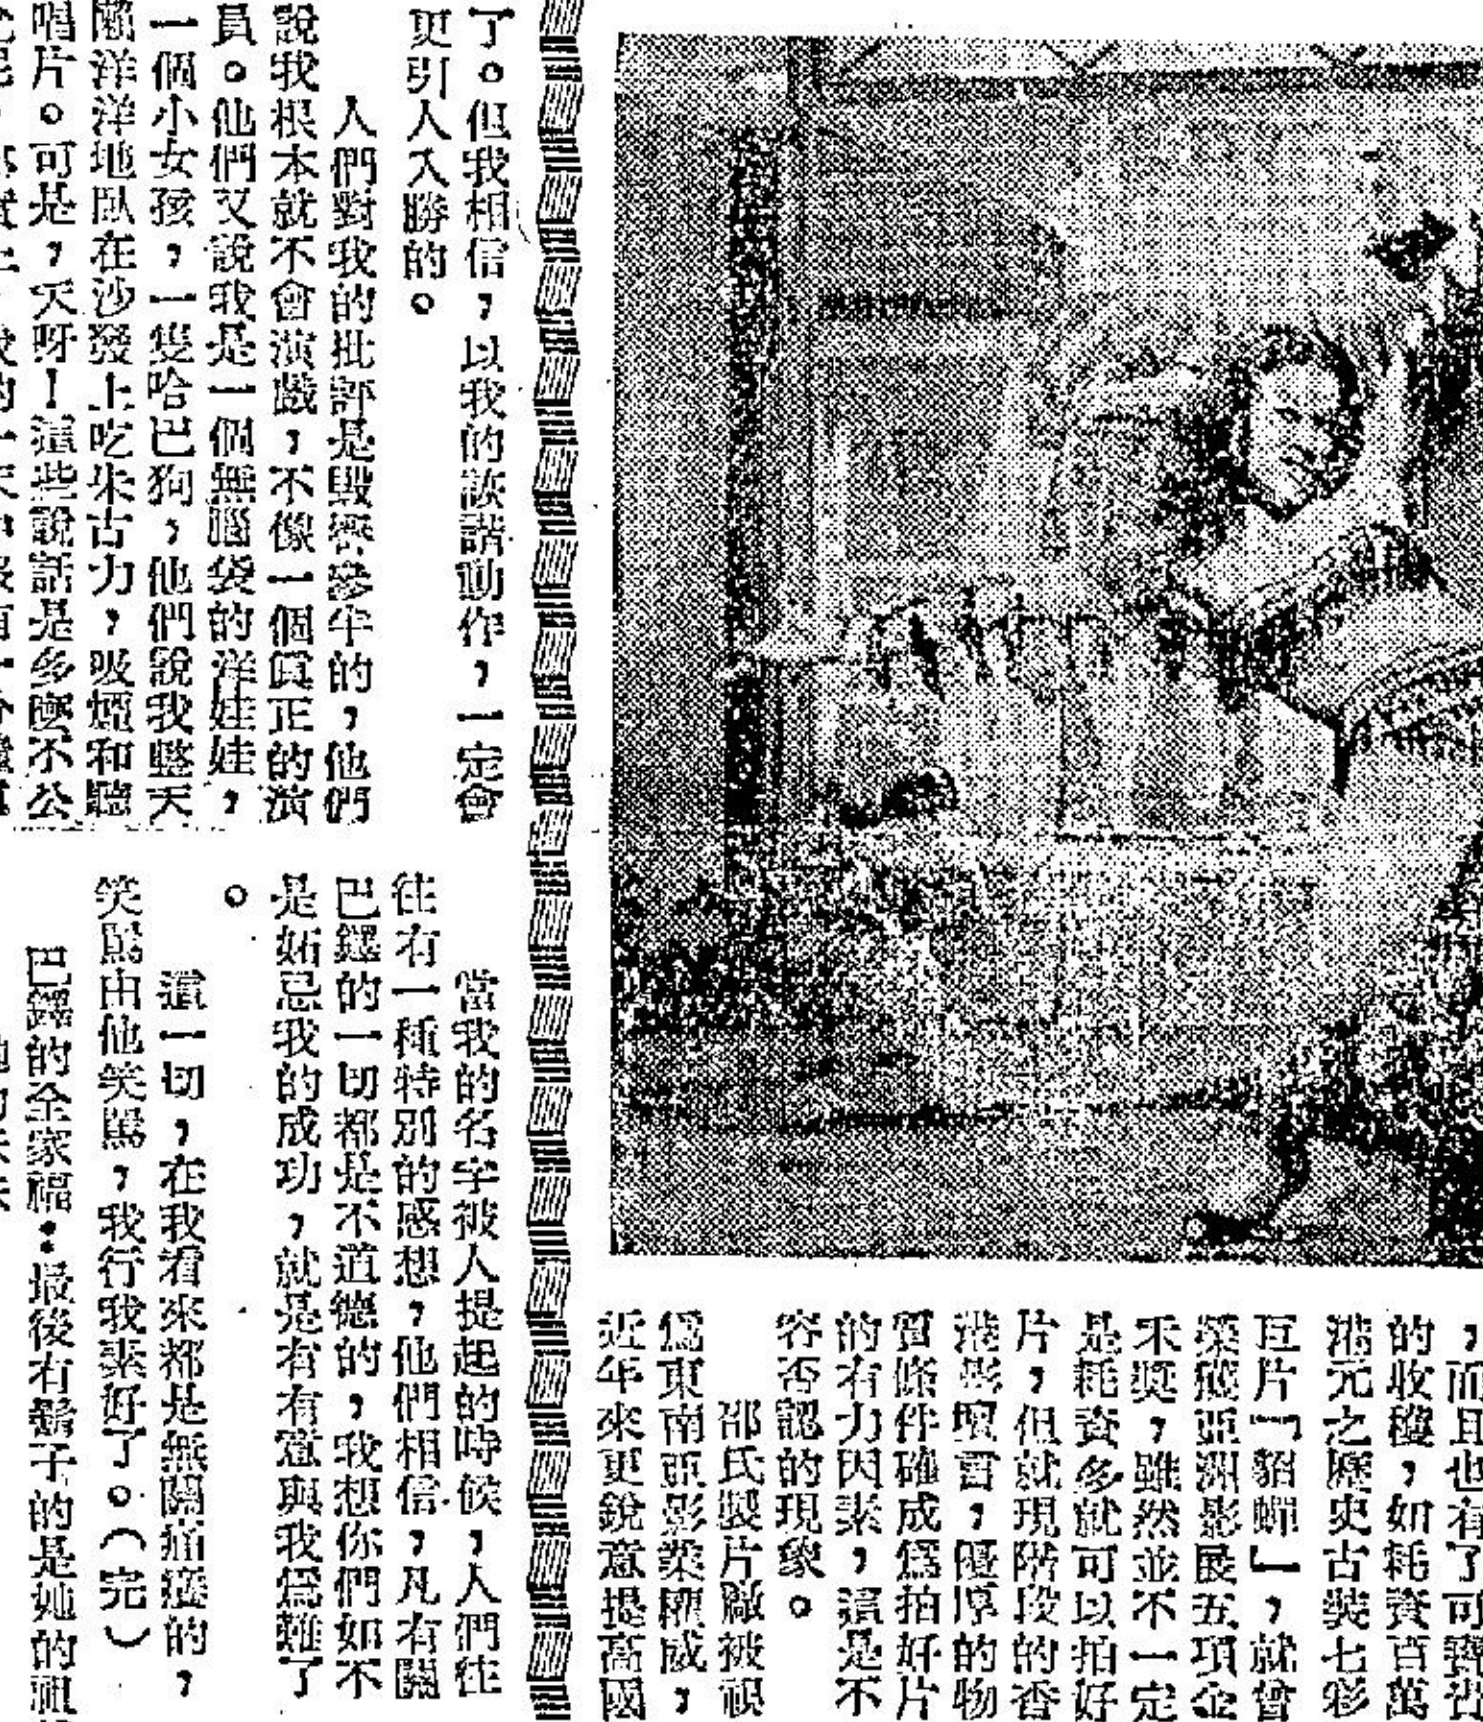 ，而且也有了可
的收穫，如耗資百萬
港元之歷史古裝七彩
巨片「貂蟬」，就曾
榮獲亞洲影展五項金
禾獎，雖然並不一定
是耗資多就可以拍好
片，但就現階段的香
港影壇言，優厚的物
質條件確成爲拍好片
的有力因素，這是不
容否認的現象。
邵氏製片廠被視
爲東南亞影業權威，
近年來更銳意提高國
了。但我相信，以我的詼諧動作，一定會
更引人入勝的。
人們對我的批評是毀譽參半的，他們
說我根本就不會演戲，不像一個眞正的演
員。他們又說我是一個無腦袋的洋娃娃，
一個小女孩，一隻哈巴狗，他們說我整天
懶洋洋地臥在沙發上吃朱古力，吸煙和聽
唱片。可是，天呀！這些說話是多麼不公
當我的名字被人提起的時候，人們往
往有一種特別的感想，他們相信，凡有關
巴鐸的一切都是不道德的，我想你們如不
是妬忌我的成功，就是有有意與我爲難了
。
這一切，在我看來都是無關痛癢的，
笑罵由他笑罵，我行我素好了。（完）
巴鐸的全家福：最後有鬍子的是她的祖